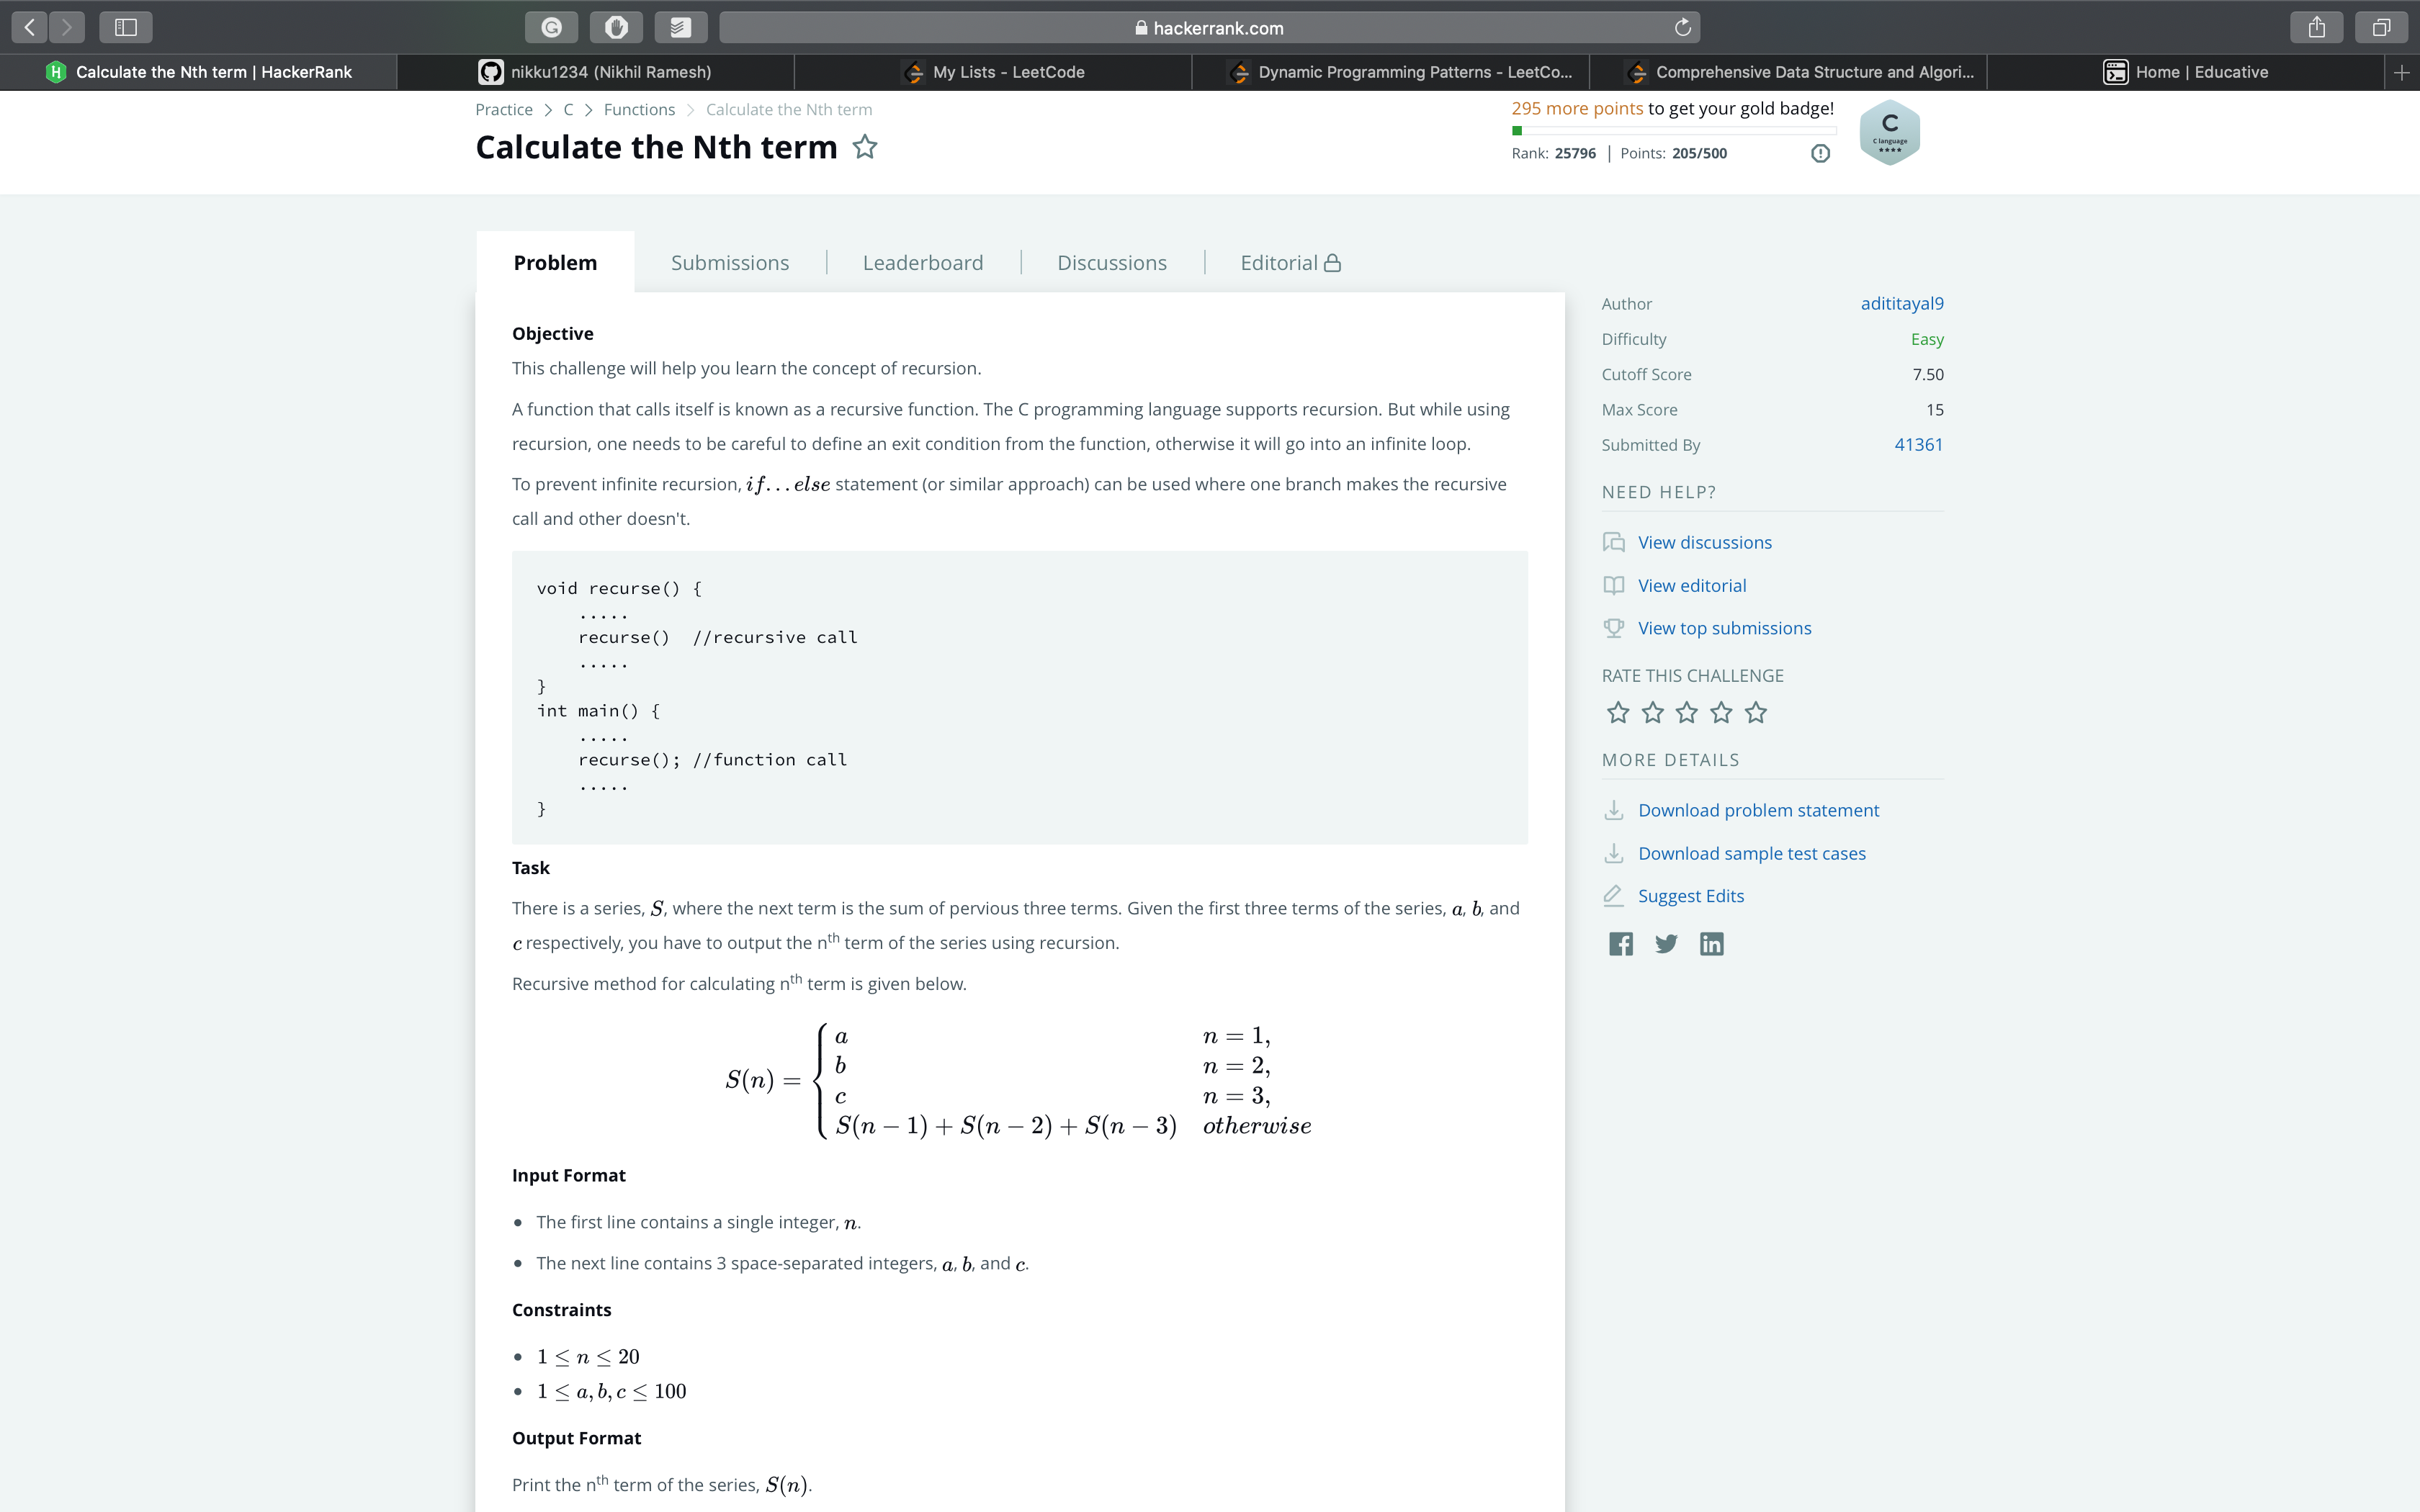 hackerrank.com
Calculate the Nth term | HackerRank
nikku1234 (Nikhil Ramesh)
My Lists - LeetCode
Dynamic Programming Patterns - LeetCo...
Comprehensive Data Structure and Algori...
Home | Educative
Practice > C > Functions > Calculate the Nth term
Calculate the Nth term
295 more points to get your gold badge!
Rank: 25796 | Points: 205/500
C
C language
Problem
Submissions
Leaderboard
Discussions
Editorial
Objective
This challenge will help you learn the concept of recursion.
A function that calls itself is known as a recursive function. The C programming language supports recursion. But while using
recursion, one needs to be careful to define an exit condition from the function, otherwise it will go into an infinite loop.
To prevent infinite recursion, if...else statement (or similar approach) can be used where one branch makes the recursive
call and other doesn't.
void recurse() {
.....
recurse()  //recursive call
.....
}
int main() {
.....
recurse(); //function call
.....
}
Task
There is a series, S, where the next term is the sum of pervious three terms. Given the first three terms of the series, a, b, and
c respectively, you have to output the nth term of the series using recursion.
Recursive method for calculating nth term is given below.
S(n) = {
a n = 1,
b n = 2,
c n = 3,
S(n − 1) + S(n − 2) + S(n − 3) otherwise
Input Format
• The first line contains a single integer, n.
• The next line contains 3 space-separated integers, a, b, and c.
Constraints
• 1 ≤ n ≤ 20
• 1 ≤ a, b, c ≤ 100
Output Format
Print the nth term of the series, S(n).
Author adititayal9
Difficulty Easy
Cutoff Score 7.50
Max Score 15
Submitted By 41361
NEED HELP?
View discussions
View editorial
View top submissions
RATE THIS CHALLENGE
MORE DETAILS
Download problem statement
Download sample test cases
Suggest Edits